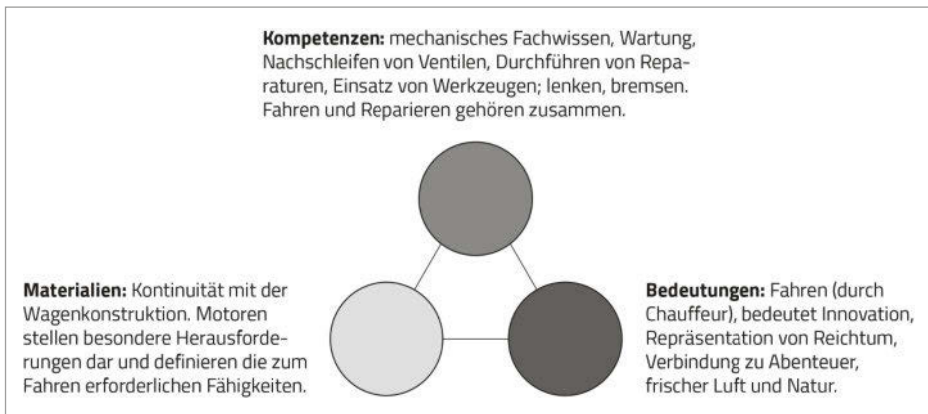 Kompetenzen: mechanisches Fachwissen, Wartung,
Nachschleifen von Ventilen, Durchführen von Repa-
raturen, Einsatz von Werkzeugen; lenken, bremsen.
Fahren und Reparieren gehören zusammen.
Materialien: Kontinuität mit der
Wagenkonstruktion. Motoren
stellen besondere Herausforde-
rungen dar und definieren die zum
Fahren erforderlichen Fähigkeiten.
Bedeutungen: Fahren (durch
Chauffeur), bedeutet Innovation,
Repräsentation von Reichtum,
Verbindung zu Abenteuer,
frischer Luft und Natur.